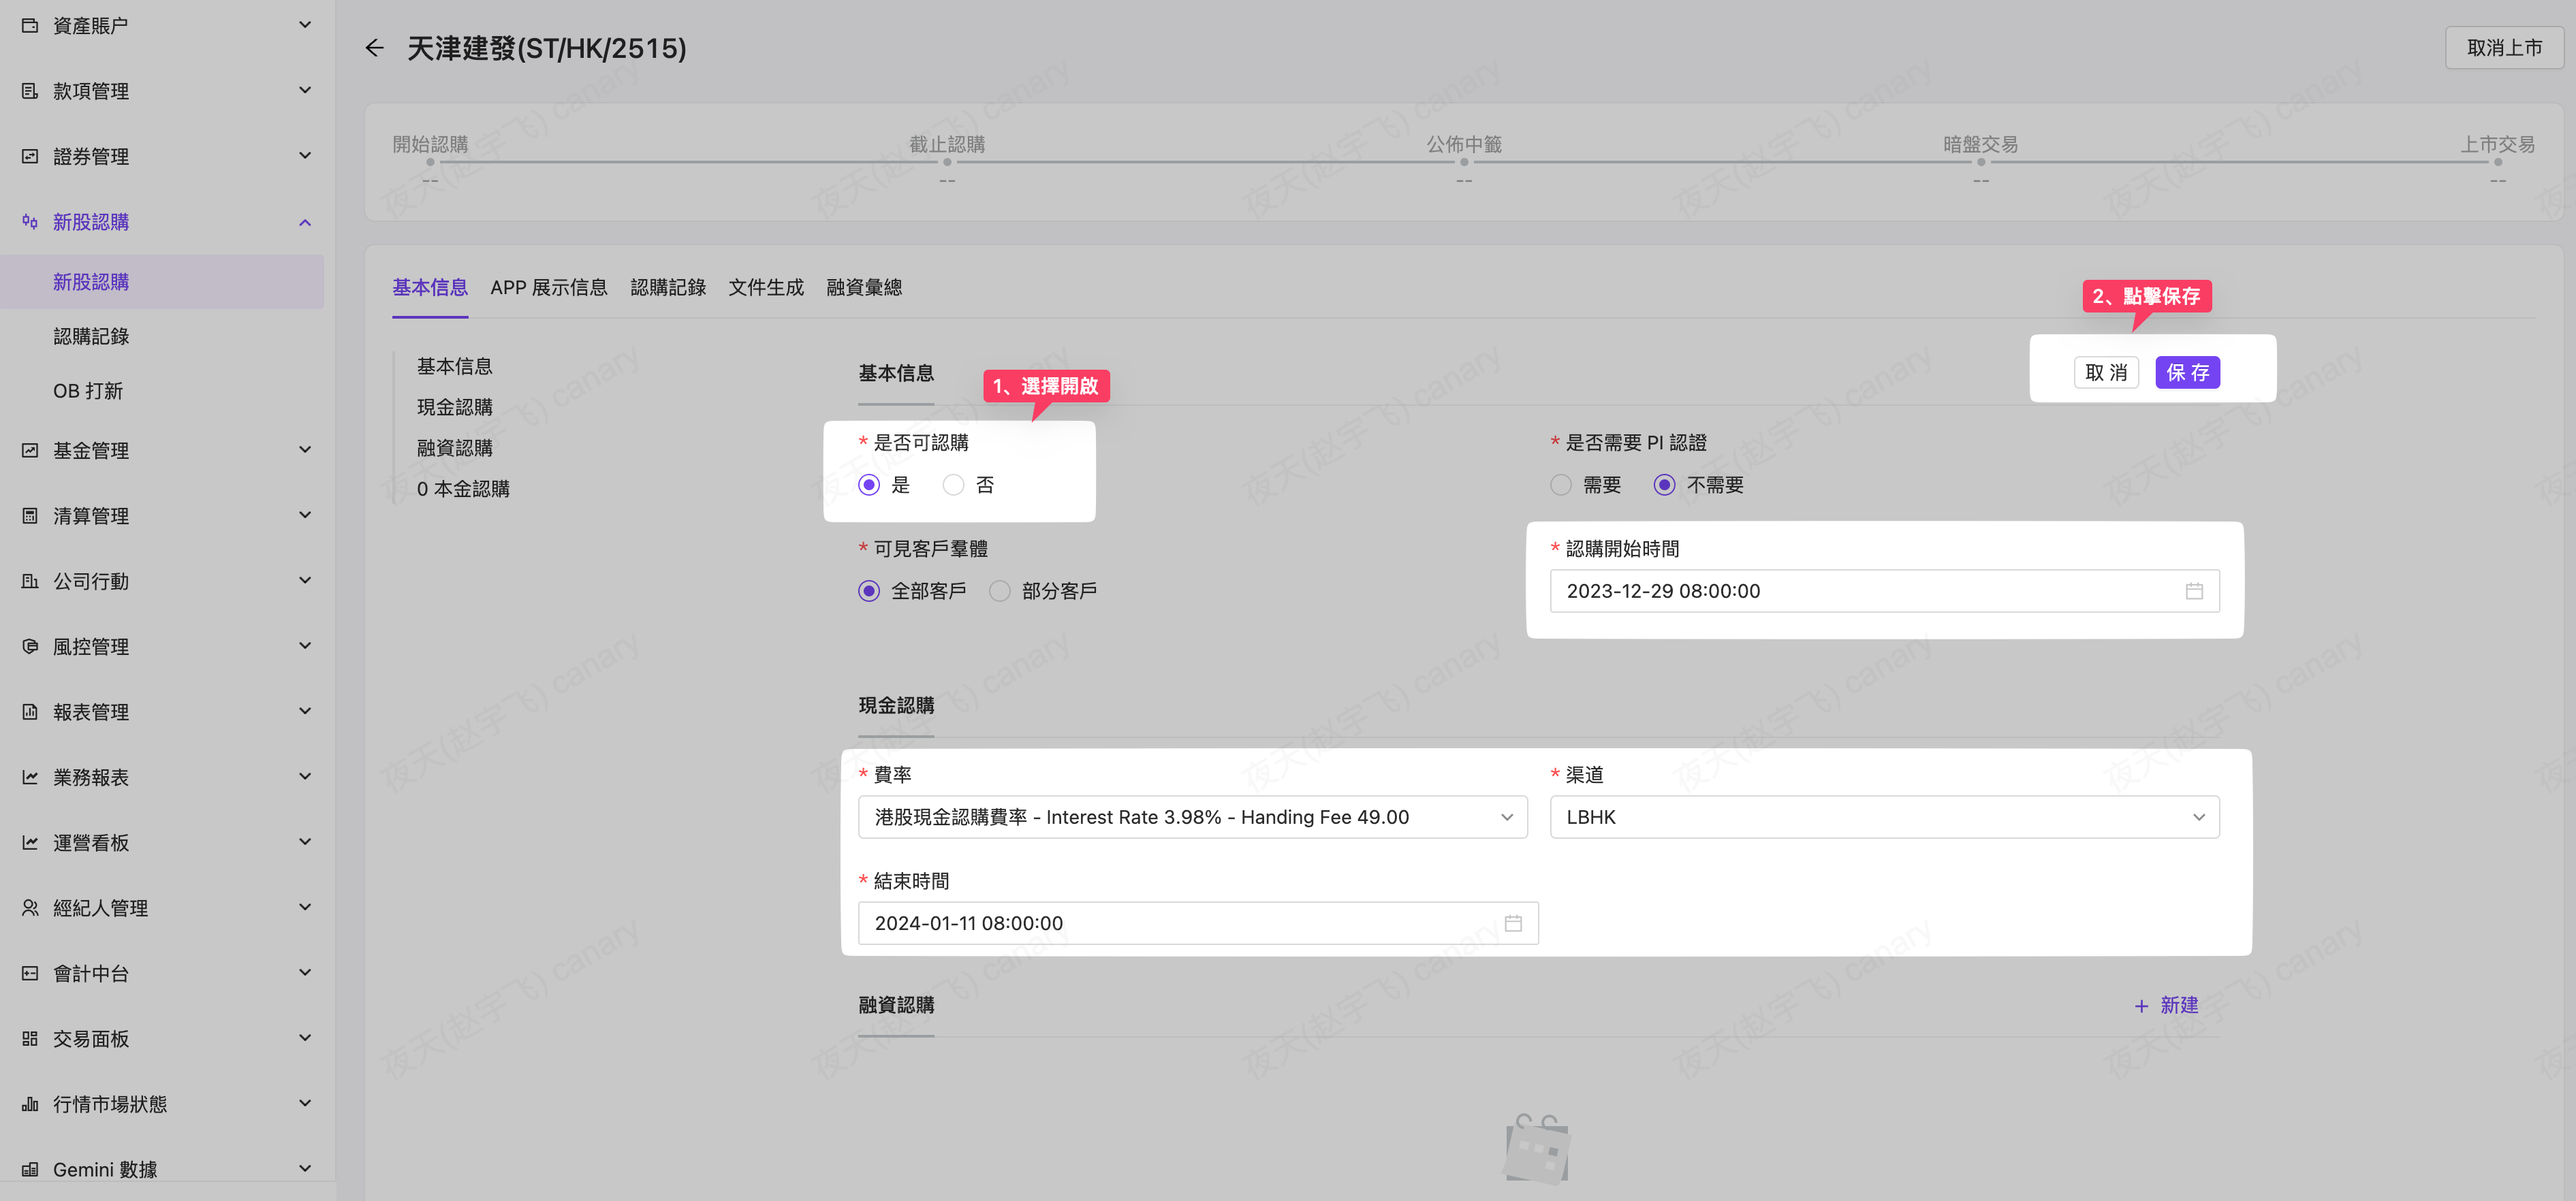 資產賬户
款項管理
證券管理
新股認購
新股認購
認購記錄
OB 打新
基金管理
清算管理
公司行動
風控管理
報表管理
業務報表
運營看板
經紀人管理
會計中台
交易面板
行情市場狀態
Gemini 數據
天津建發(ST/HK/2515)
取消上市
開始認購 截止認購 公佈中籤 暗盤交易 上市交易
-- -- -- -- --
基本信息 APP 展示信息 認購記錄 文件生成 融資彙總
2、點擊保存
取 消 保 存
基本信息
現金認購
融資認購
0 本金認購
基本信息
1、選擇開啟
* 是否可認購
是 否
* 是否需要 PI 認證
需要 不需要
* 可見客戶羣體
全部客戶 部分客戶
* 認購開始時間
2023-12-29 08:00:00
現金認購
* 費率
港股現金認購費率 - Interest Rate 3.98% - Handing Fee 49.00
* 渠道
LBHK
* 結束時間
2024-01-11 08:00:00
融資認購
+ 新建
夜天(赵宇飞) canary